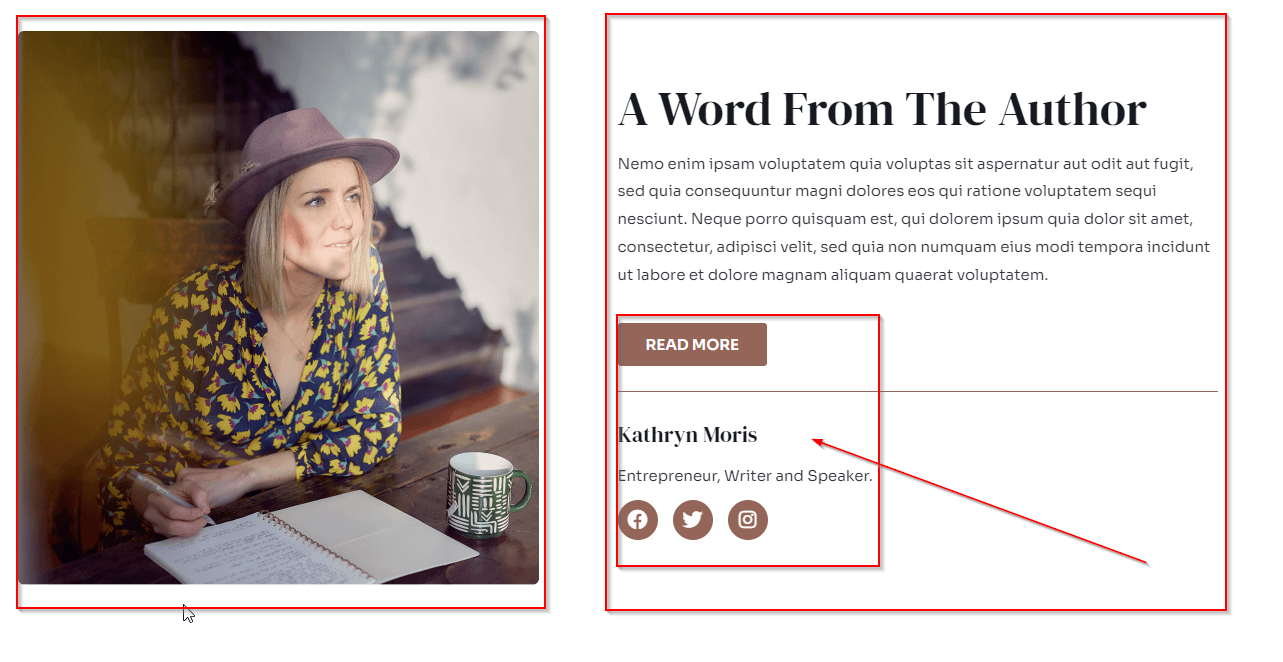 A Word From The Author
Nemo enim ipsam voluptatem quia voluptas sit aspernatur aut odit aut fugit,
sed quia consequuntur magni dolores eos qui ratione voluptatem sequi
nesciunt. Neque porro quisquam est, qui dolorem ipsum quia dolor sit amet,
consectetur, adipisci velit, sed quia non numquam eius modi tempora incidunt
ut labore et dolore magnam aliquam quaerat voluptatem.
READ MORE
Kathryn Moris
Entrepreneur, Writer and Speaker.